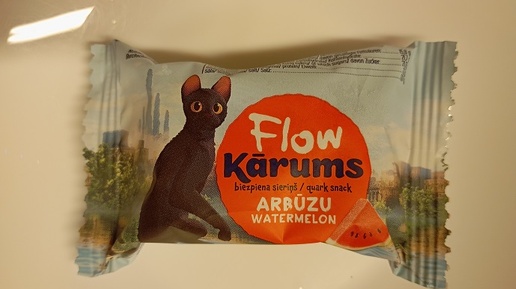 Flow
Kārums
biezpiena sieriņš / quark snack
ARBŪZU
WATERMELON